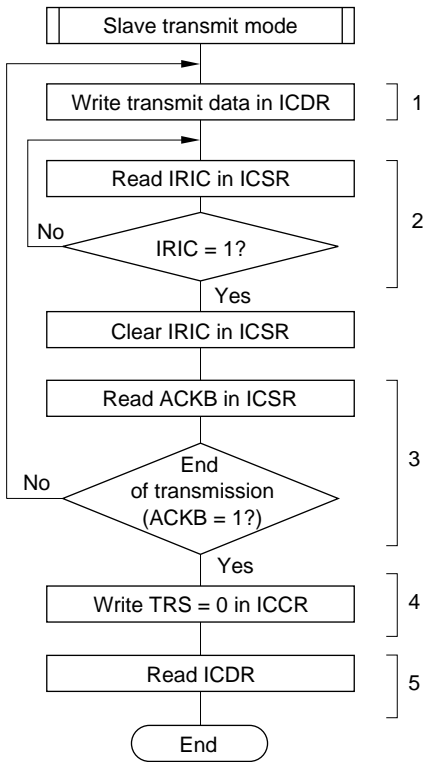 Slave transmit mode
Write transmit data in ICDR
1
Read IRIC in ICSR
2
No
IRIC = 1?
Yes
Clear IRIC in ICSR
Read ACKB in ICSR
3
End
No
of transmission
(ACKB = 1?)
Yes
Write TRS = 0 in ICCR
4
Read ICDR
5
End